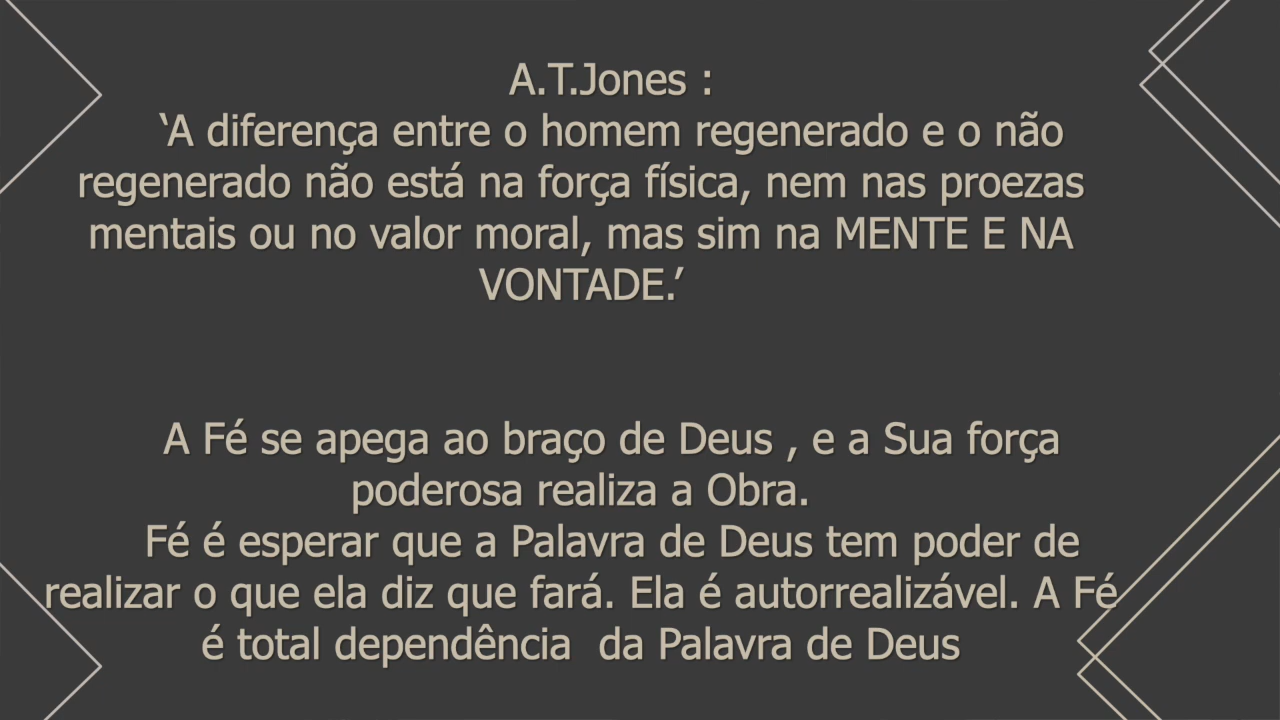 A.T.Jones :
‘A diferença entre o homem regenerado e o não
regenerado não está na força física, nem nas proezas
mentais ou no valor moral, mas sim na MENTE E NA
VONTADE.’
A Fé se apega ao braço de Deus , e a Sua força
poderosa realiza a Obra.
Fé é esperar que a Palavra de Deus tem poder de
realizar o que ela diz que fará. Ela é autorrealizável. A Fé
é total dependência  da Palavra de Deus